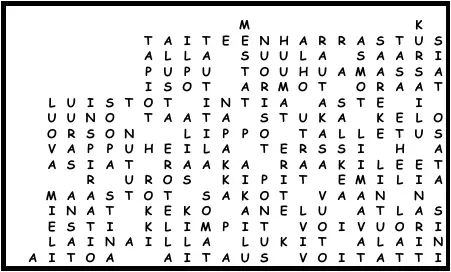 M K
TAITEENHARRASTUS
ALLA SUULA SAARI
PUPU TOUHUAMASSA
ISOT ARMOT ORAAT
LUISTOT INTIA ASTE I
UUNO TAATA STUKA KELO
ORSON LIPPO TALLETUS
VAPPUHEILA TERSSI H A
ASIAT RAAKA RAAKILEET
R UROS KIPIT EMILIA
MAASTOT SAKOT VAAN N
INAT KEKO ANELU ATLAS
ESTI KLIMPIT VOIVUORI
LAINAILLA LUKIT ALAIN
AITOA AITAUS VOITATTI